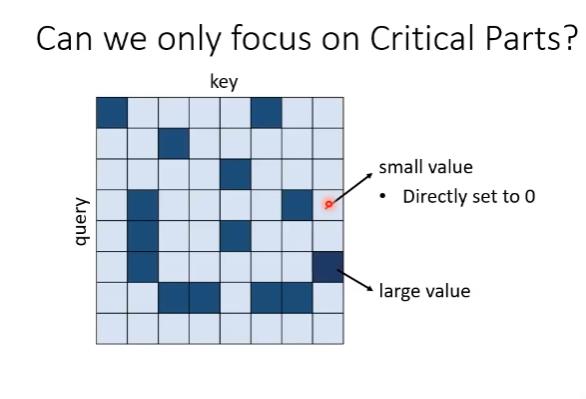 Can we only focus on Critical Parts?
key
query
small value
• Directly set to 0
large value